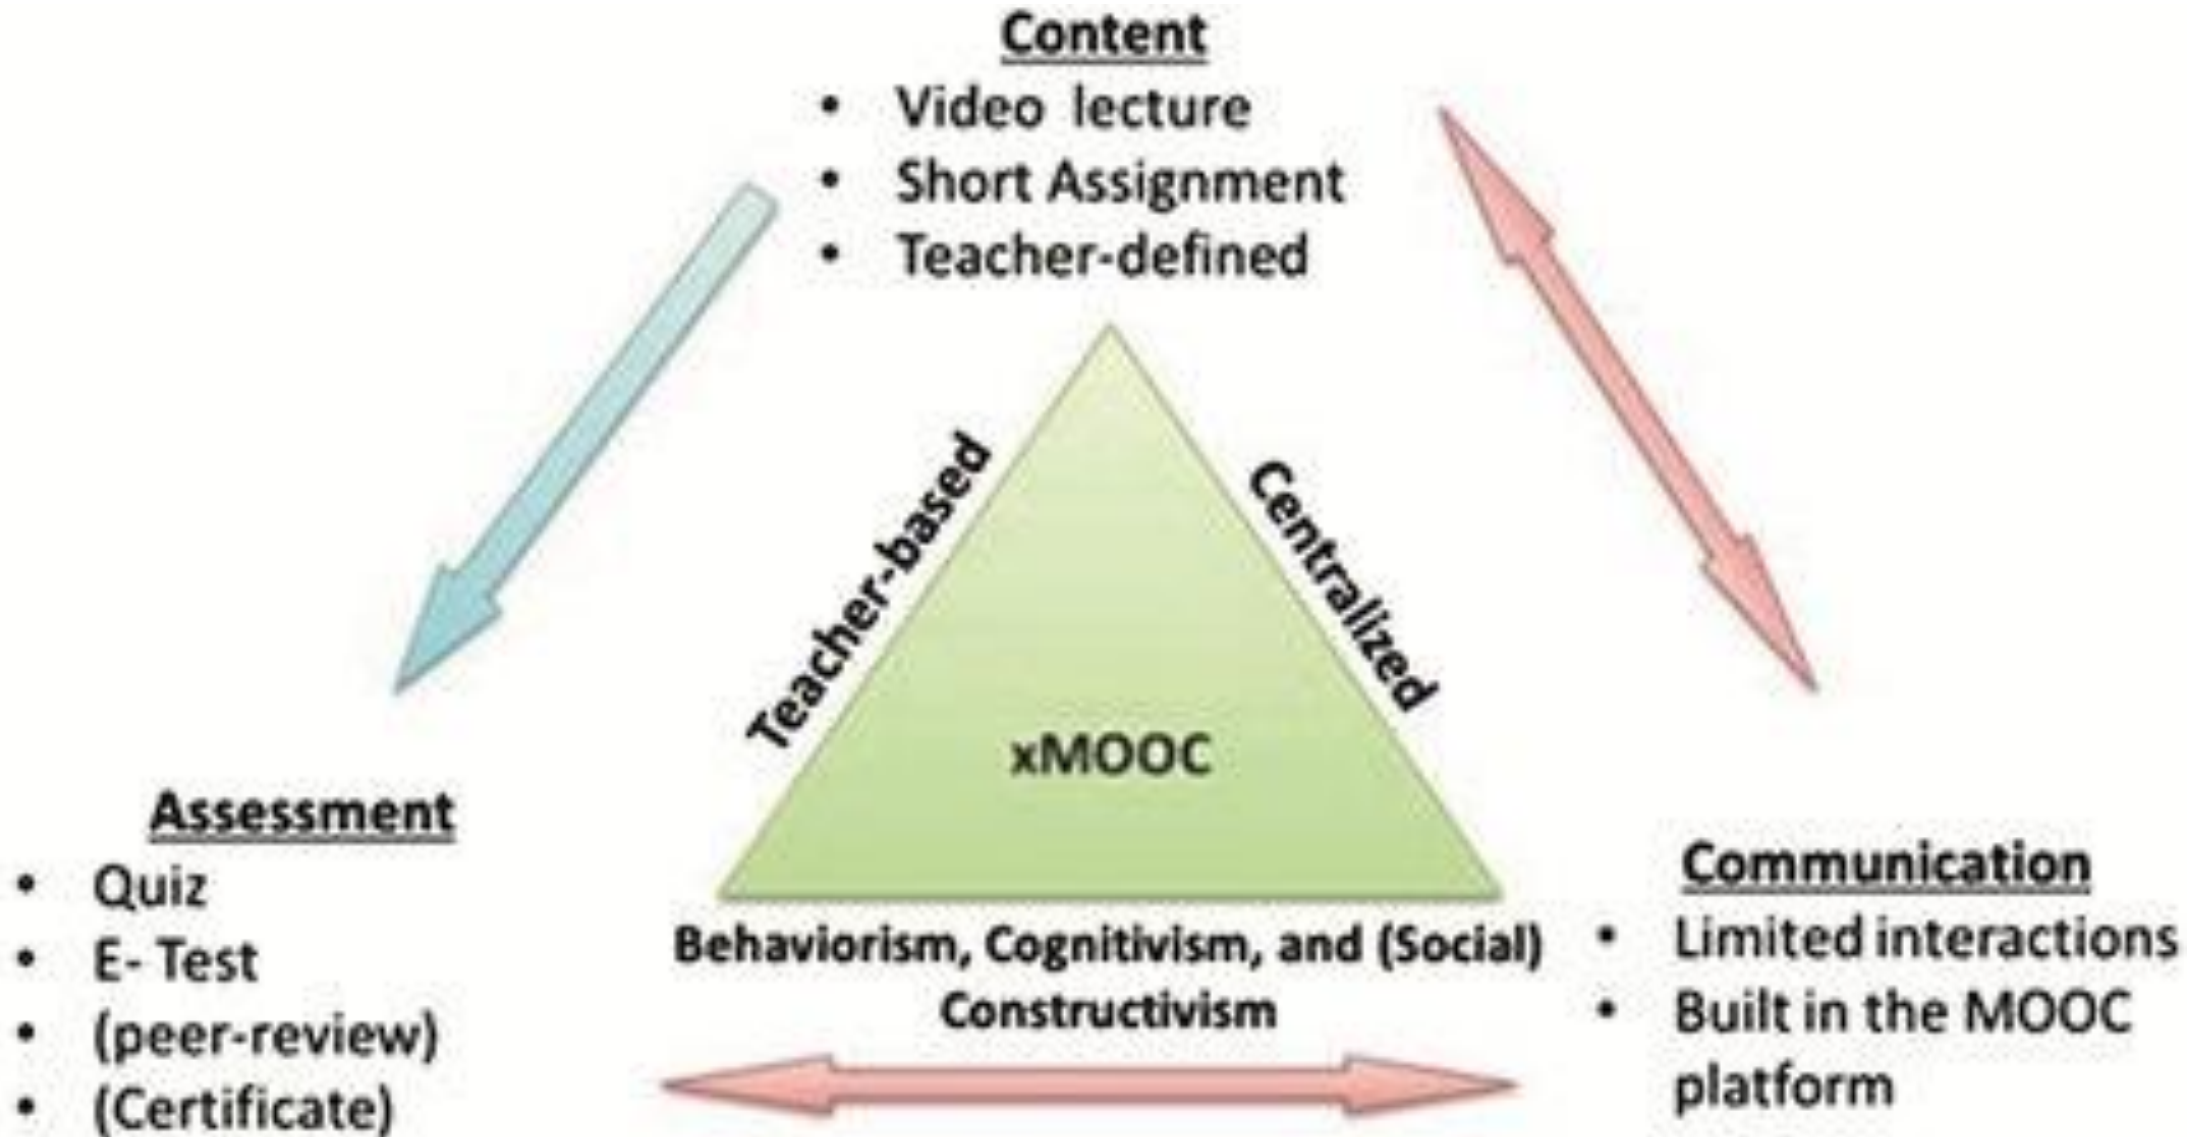 Content
• Video lecture
• Short Assignment
• Teacher-defined
Teacher-based
Centralized
xMOOC
Behaviorism, Cognitivism, and (Social)
Constructivism
Assessment
• Quiz
• E- Test
• (peer-review)
• (Certificate)
Communication
• Limited interactions
• Built in the MOOC
platform